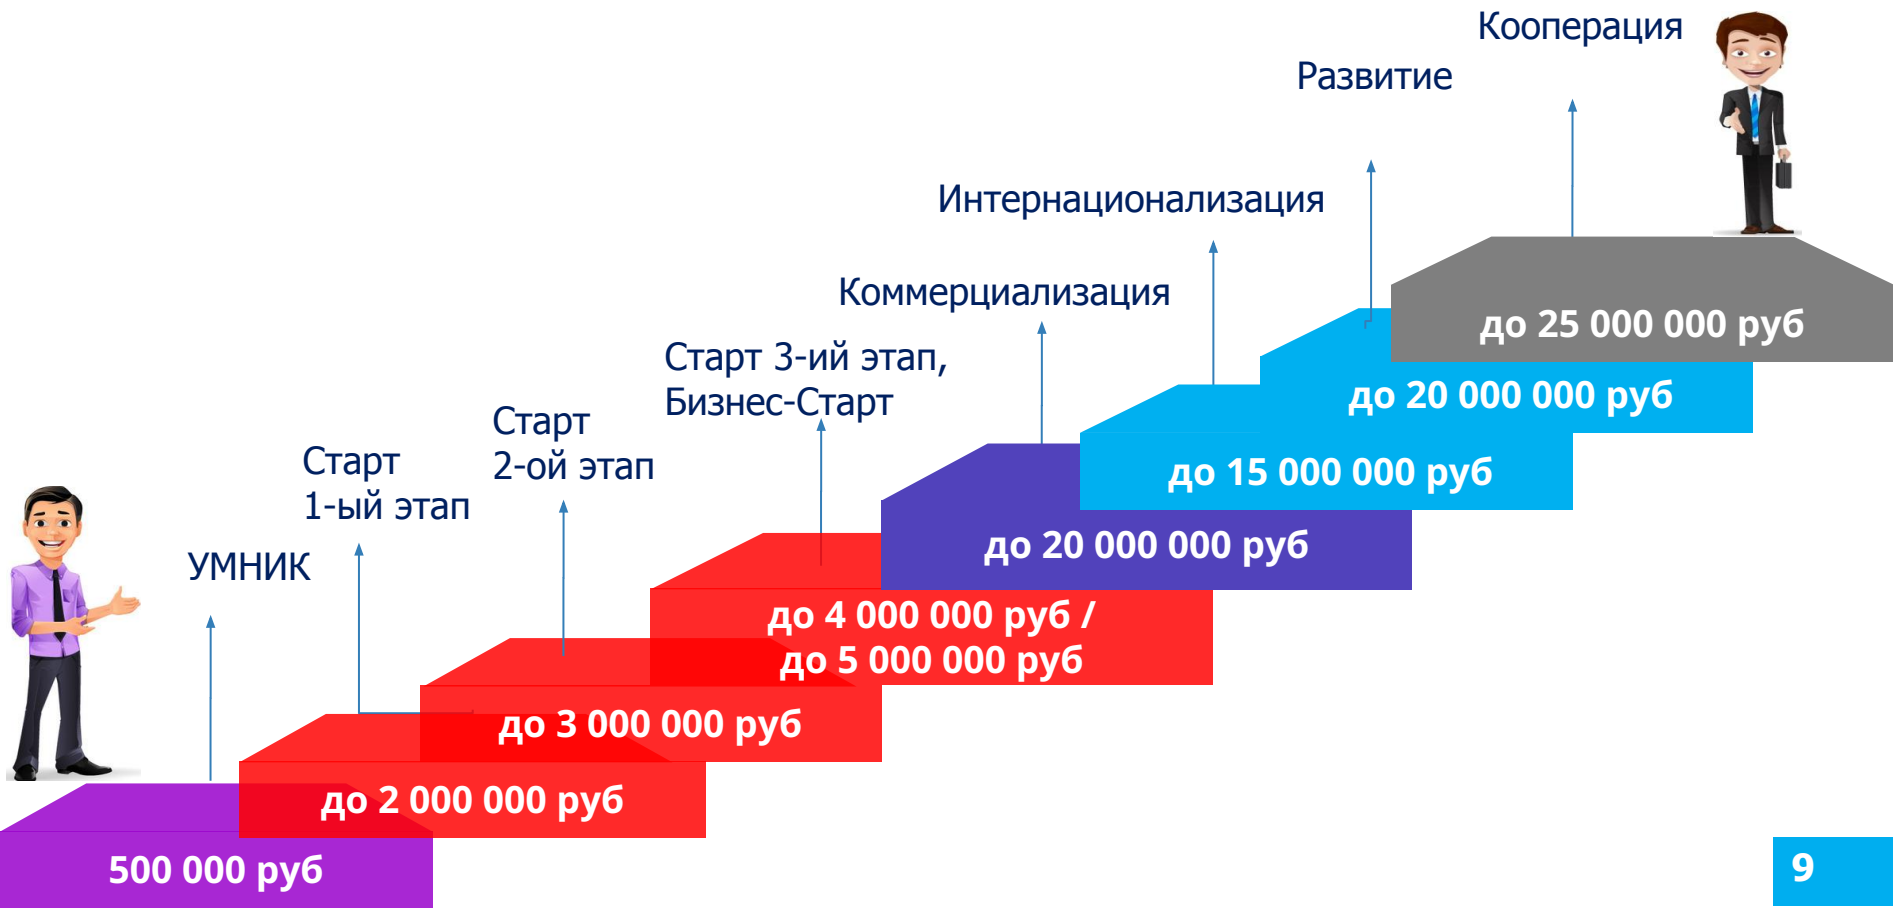 Кооперация
Развитие
Интернационализация
Коммерциализация
Старт 3-ий этап,
Бизнес-Старт
Старт
2-ой этап
Старт
1-ый этап
УМНИК
до 25 000 000 руб
до 20 000 000 руб
до 15 000 000 руб
до 20 000 000 руб
до 4 000 000 руб /
до 5 000 000 руб
до 3 000 000 руб
до 2 000 000 руб
500 000 руб
9